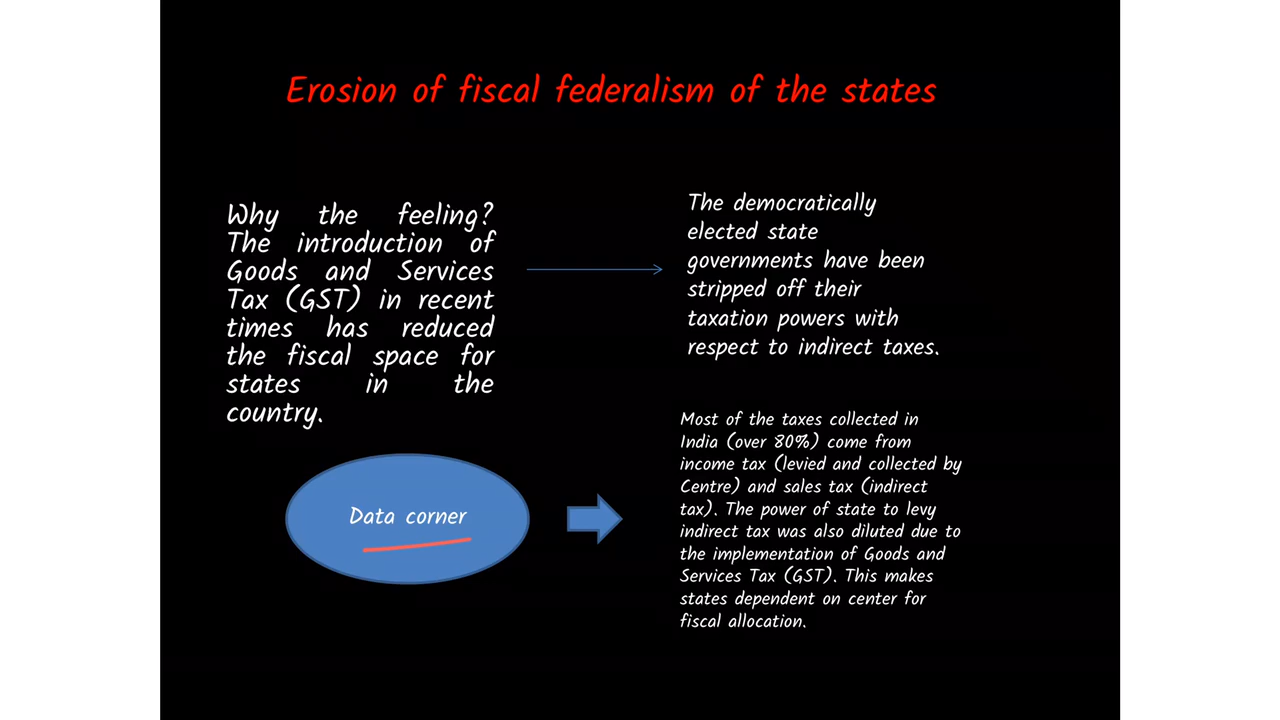 Erosion of fiscal federalism of the states
Why the feeling?
The introduction of
Goods and Services
Tax (GST) in recent
times has reduced
the fiscal space for
states in the
country.
The democratically
elected state
governments have been
stripped off their
taxation powers with
respect to indirect taxes.
Data corner
Most of the taxes collected in
India (over 80%) come from
income tax (levied and collected by
Centre) and sales tax (indirect
tax). The power of state to levy
indirect tax was also diluted due to
the implementation of Goods and
Services Tax (GST). This makes
states dependent on center for
fiscal allocation.